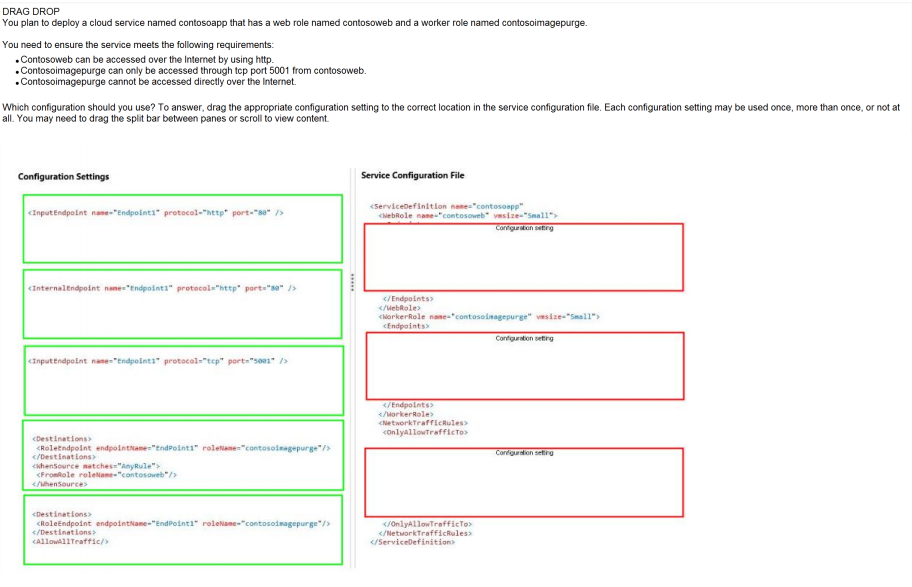 DRAG DROP
You plan to deploy a cloud service named contosoapp that has a web role named contosoweb and a worker role named contosoimagepurge.
You need to ensure the service meets the following requirements:
• Contosoweb can be accessed over the Internet by using http.
• Contosoimagepurge can only be accessed through tcp port 5001 from contosoweb.
• Contosoimagepurge cannot be accessed directly over the Internet.
Which configuration should you use? To answer, drag the appropriate configuration setting to the correct location in the service configuration file. Each configuration setting may be used once, more than once, or not at
all. You may need to drag the split bar between panes or scroll to view content.
Configuration Settings
<InputEndpoint name="Endpoint1" protocol="http" port="80" />
<InternalEndpoint name="Endpoint1" protocol="http" port="80" />
<InputEndpoint name="Endpoint1" protocol="tcp" port="5001" />
<Destinations>
<RoleEndpoint endpointName="EndPoint1" roleName="contosoimagepurge"/>
</Destinations>
<WhenSource matches="AnyRule">
<FromRole roleName="contosoweb"/>
</WhenSource>
<Destinations>
<RoleEndpoint endpointName="EndPoint1" roleName="contosoimagepurge"/>
</Destinations>
<AllowAllTraffic/>
Service Configuration File
<ServiceDefinition name="contosoapp"
<WebRole name="contosoweb" vmsize="Small">
Configuration setting
</Endpoints>
</WebRole>
<WorkerRole name="contosoimagepurge" vmsize="Small">
<Endpoints>
Configuration setting
</Endpoints>
</WorkerRole>
<NetworkTrafficRules>
<OnlyAllowTrafficTo>
Configuration setting
</OnlyAllowTrafficTo>
</NetworkTrafficRules>
</ServiceDefinition>